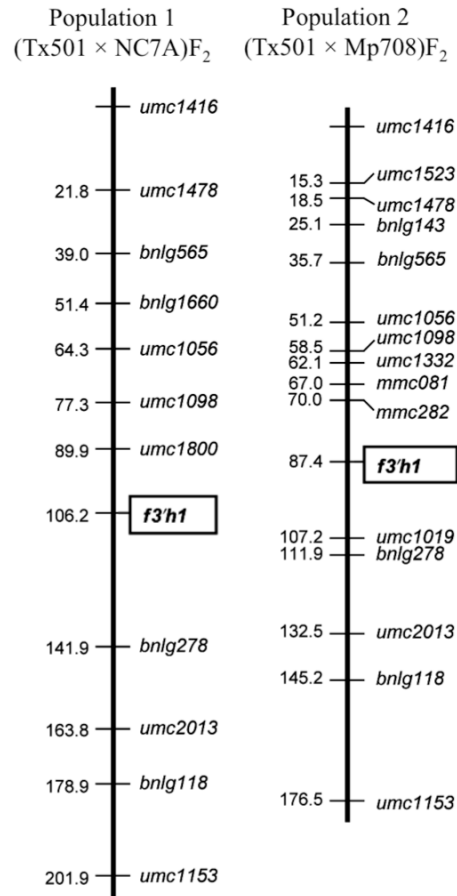 Population 1
(Tx501 × NC7A)F2
umc1416
21.8 umc1478
39.0 bnlg565
51.4 bnlg1660
64.3 umc1056
77.3 umc1098
89.9 umc1800
106.2 f3'h1
141.9 bnlg278
163.8 umc2013
178.9 bnlg118
201.9 umc1153
Population 2
(Tx501 × Mp708)F2
umc1416
15.3 umc1523
18.5 umc1478
25.1 bnlg143
35.7 bnlg565
51.2 umc1056
58.5 umc1098
62.1 umc1332
67.0 mmc081
70.0 mmc282
87.4 f3'h1
107.2 umc1019
111.9 bnlg278
132.5 umc2013
145.2 bnlg118
176.5 umc1153